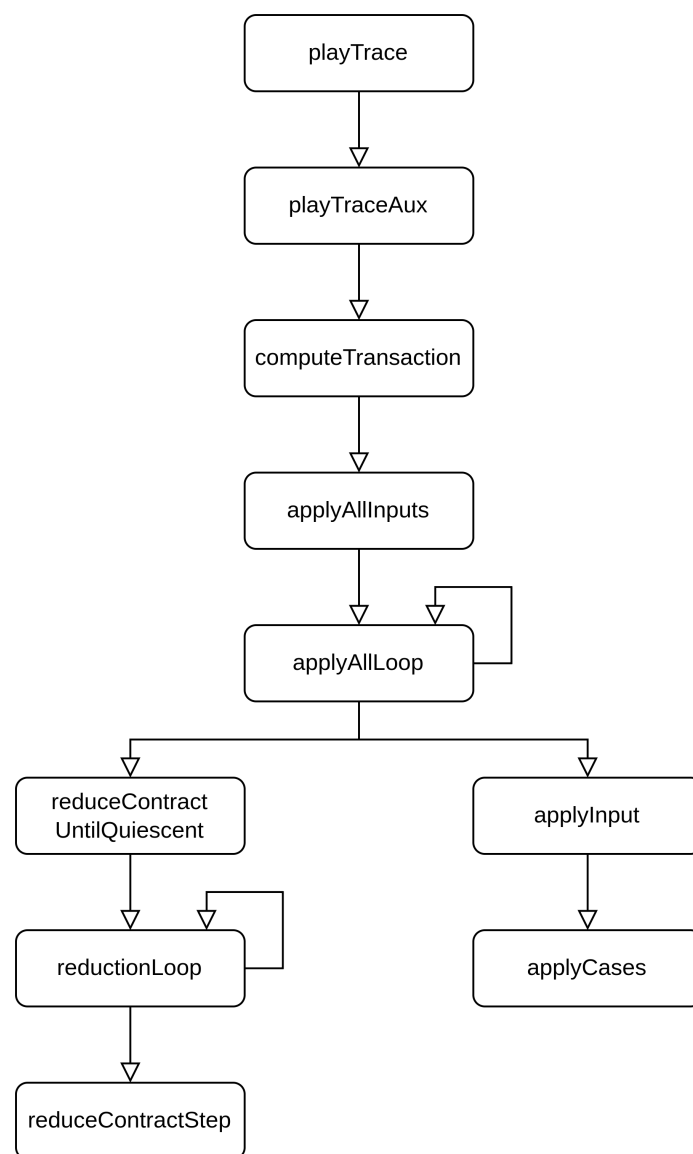 playTrace
playTraceAux
computeTransaction
applyAllInputs
applyAllLoop
reduceContract
UntilQuiescent
applyInput
reductionLoop
applyCases
reduceContractStep